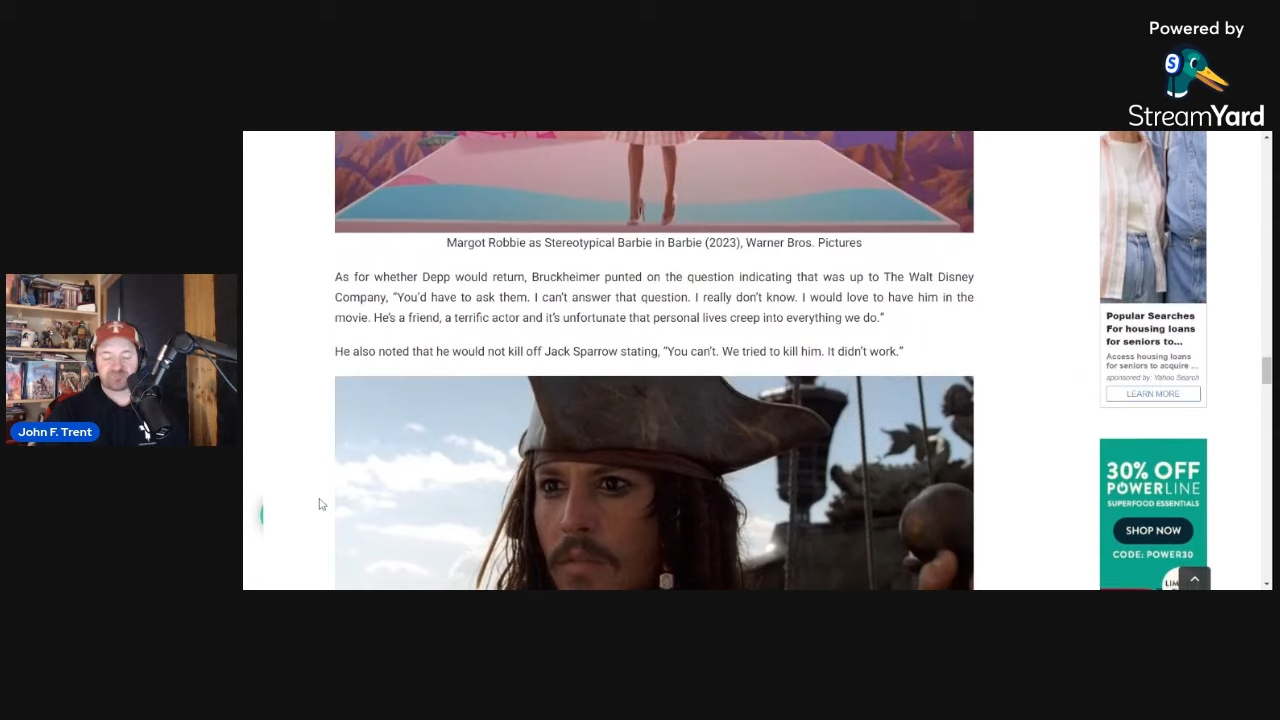 Powered by
StreamYard
Margot Robbie as Stereotypical Barbie in Barbie (2023), Warner Bros. Pictures
As for whether Depp would return, Bruckheimer punted on the question indicating that was up to The Walt Disney
Company, “You’d have to ask them. I can’t answer that question. I really don’t know. I would love to have him in the
movie. He’s a friend, a terrific actor and it’s unfortunate that personal lives creep into everything we do.”
He also noted that he would not kill off Jack Sparrow stating, “You can’t. We tried to kill him. It didn’t work.”
John F. Trent
Popular Searches
For housing loans
for seniors to...
Access housing loans
for seniors to acquire ...
sponsored by: Yahoo Search
LEARN MORE
30% OFF
POWERLINE
SUPERFOOD ESSENTIALS
SHOP NOW
CODE: POWER30